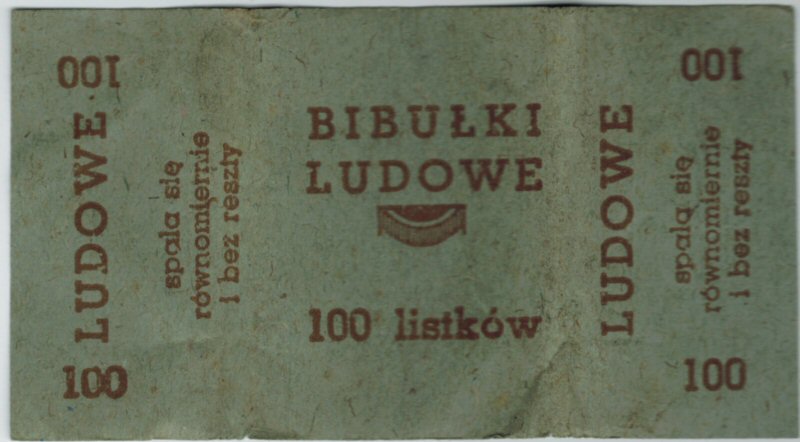 100
LUDOWE
100
spala się
równomiernie
i bez reszty
BIBUŁKI
LUDOWE
100 listków
100
LUDOWE
100
spala się
równomiernie
i bez reszty